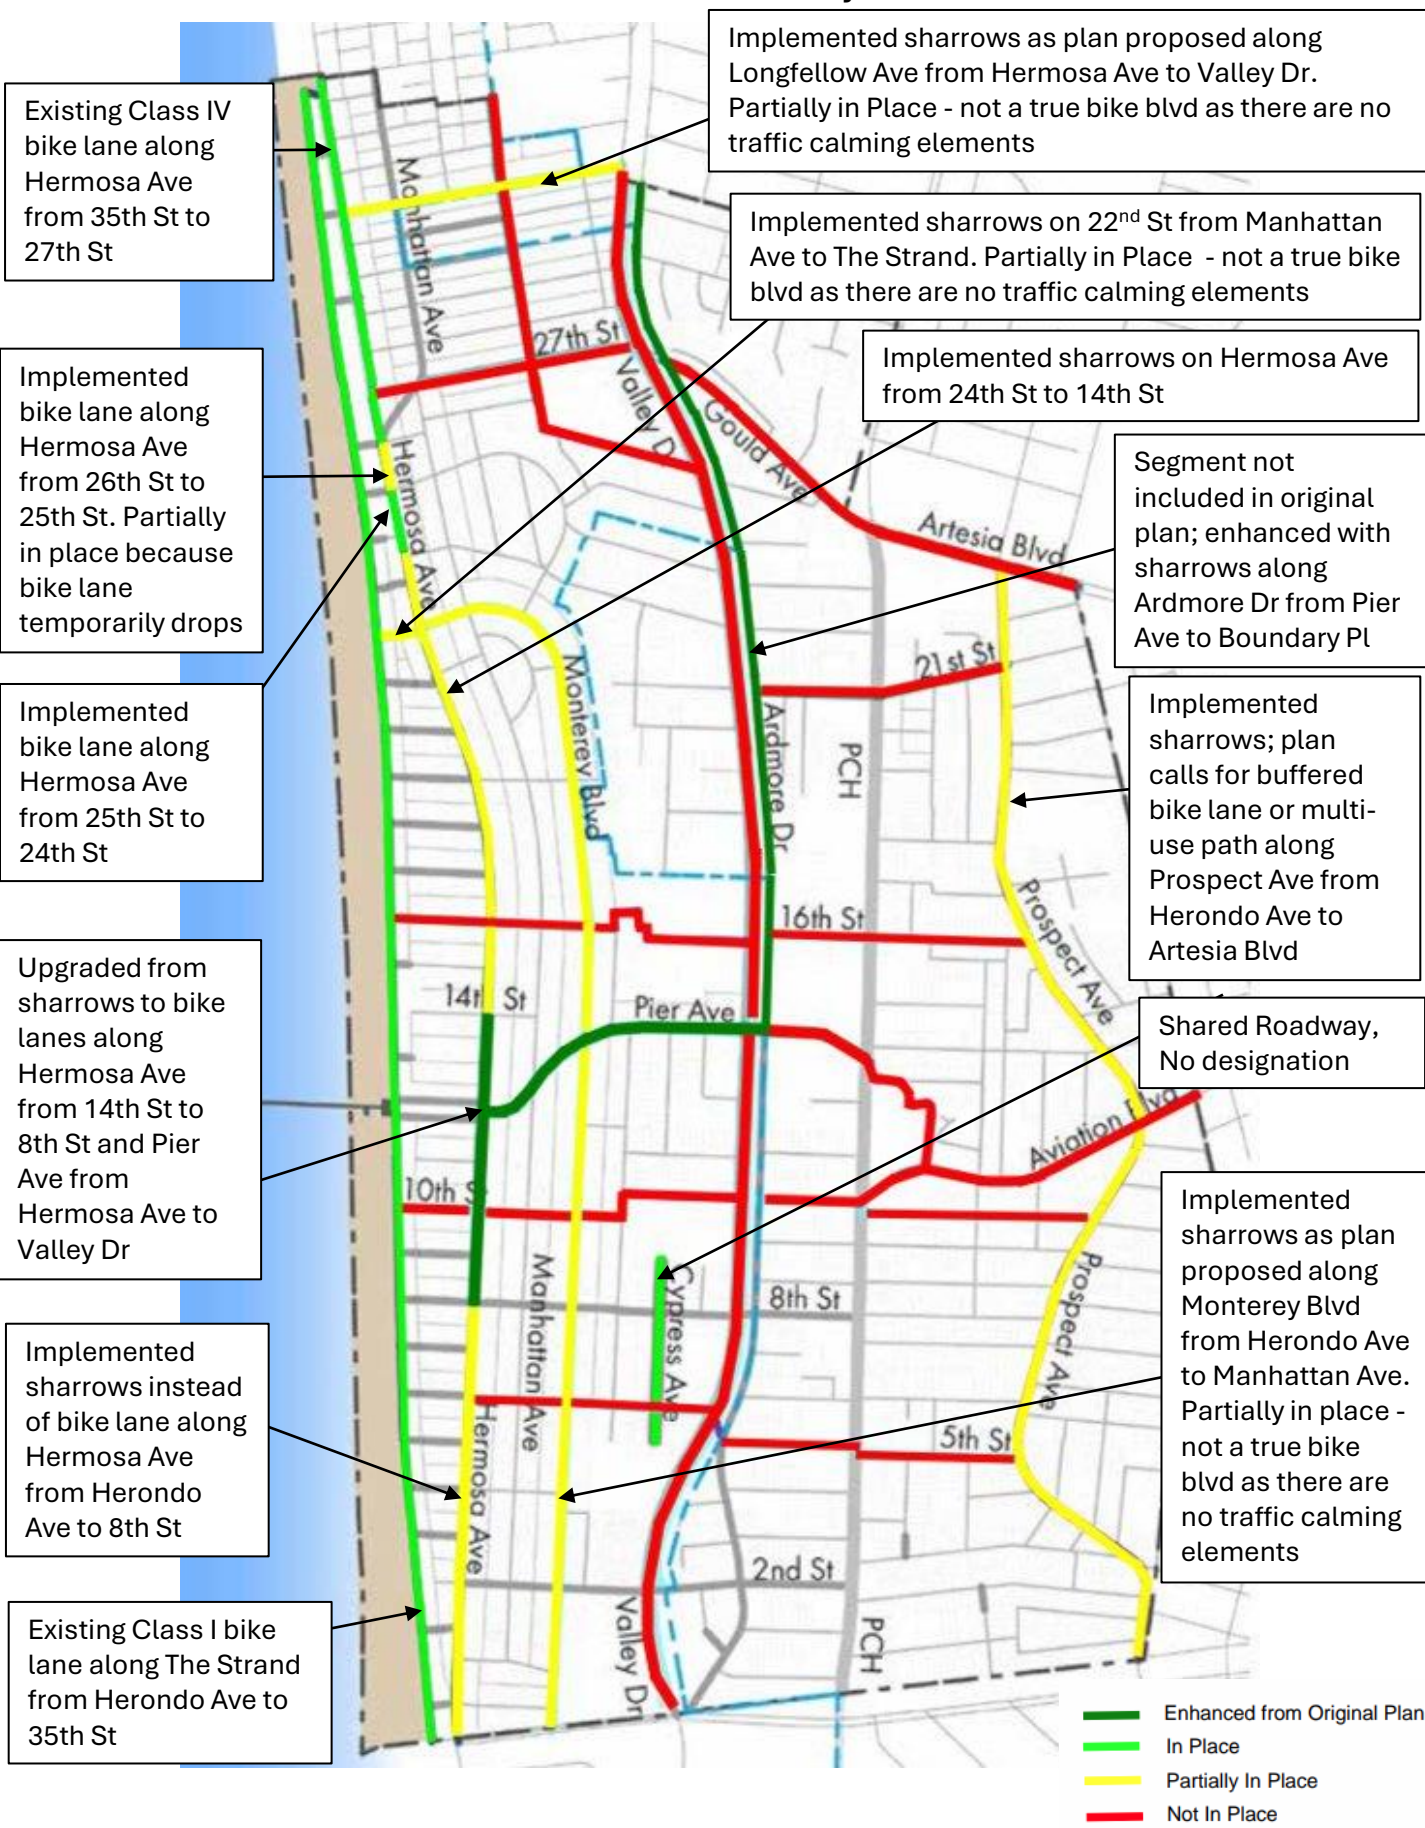 Implemented sharrows as plan proposed along
Longfellow Ave from Hermosa Ave to Valley Dr.
Partially in Place - not a true bike blvd as there are no
traffic calming elements
Existing Class IV
bike lane along
Hermosa Ave
from 35th St to
27th St
Implemented sharrows on 22nd St from Manhattan
Ave to The Strand. Partially in Place - not a true bike
blvd as there are no traffic calming elements
Implemented sharrows on Hermosa Ave
from 24th St to 14th St
Implemented
bike lane along
Hermosa Ave
from 26th St to
25th St. Partially
in place because
bike lane
temporarily drops
Segment not
included in original
plan; enhanced with
sharrows along
Ardmore Dr from Pier
Ave to Boundary Pl
Implemented
bike lane along
Hermosa Ave
from 25th St to
24th St
Implemented
sharrows; plan
calls for buffered
bike lane or multi-
use path along
Prospect Ave from
Herondo Ave to
Artesia Blvd
Upgraded from
sharrows to bike
lanes along
Hermosa Ave
from 14th St to
8th St and Pier
Ave from
Hermosa Ave to
Valley Dr
Shared Roadway,
No designation
Implemented
sharrows as plan
proposed along
Monterey Blvd
from Herondo Ave
to Manhattan Ave.
Partially in place -
not a true bike
blvd as there are
no traffic calming
elements
Implemented
sharrows instead
of bike lane along
Hermosa Ave
from Herondo
Ave to 8th St
Existing Class I bike
lane along The Strand
from Herondo Ave to
35th St
Manhattan Ave
27th St
Valley D
Gould Ave
Artesia Blvd
Hermosa Ave
21st St
Monterey Blvd
Ardmore Dr
PCH
16th St
Prospect Ave
14th St
Pier Ave
Aviation Blvd
10th S
Manhattan Ave
Cypress Ave
8th St
Prospect Ave
Hermosa Ave
5th St
2nd St
Valley Dr
PCH
Enhanced from Original Plan
In Place
Partially In Place
Not In Place